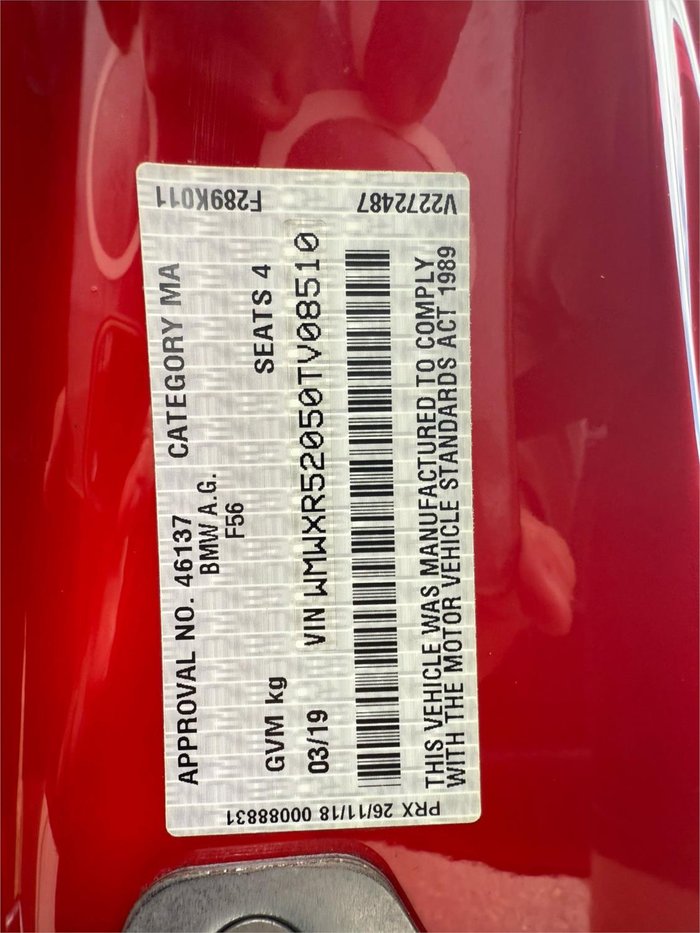 APPROVAL NO. 46137 CATEGORY MA
BMW A.G.
F56
GVM kg SEATS 4
03/19 VIN WMWXR52050TV08510
THIS VEHICLE WAS MANUFACTURED TO COMPLY
WITH THE MOTOR VEHICLE STANDARDS ACT 1989
F289K011
V2272487
PRX 26/11/18 00088831